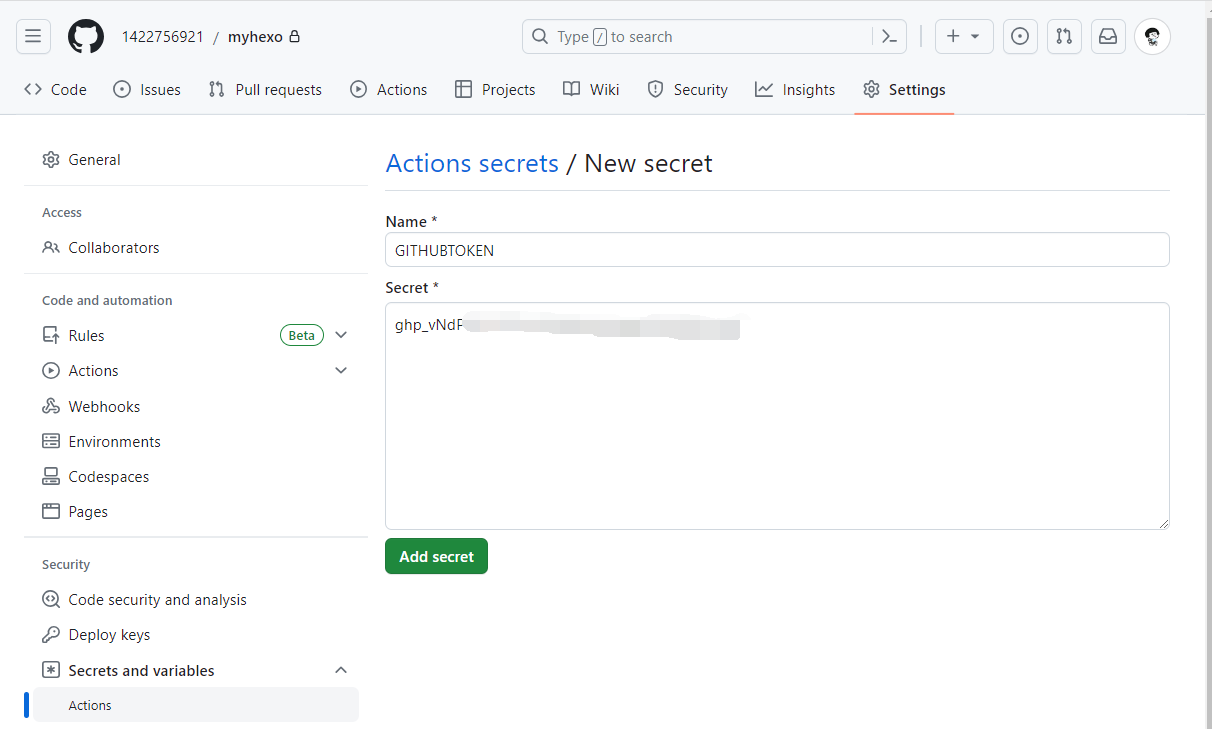 1422756921 / myhexo
Type / to search
Code
Issues
Pull requests
Actions
Projects
Wiki
Security
Insights
Settings
General
Access
Collaborators
Code and automation
Rules
Beta
Actions
Webhooks
Environments
Codespaces
Pages
Security
Code security and analysis
Deploy keys
Secrets and variables
Actions
Actions secrets / New secret
Name *
GITHUBTOKEN
Secret *
ghp_vNdF
Add secret